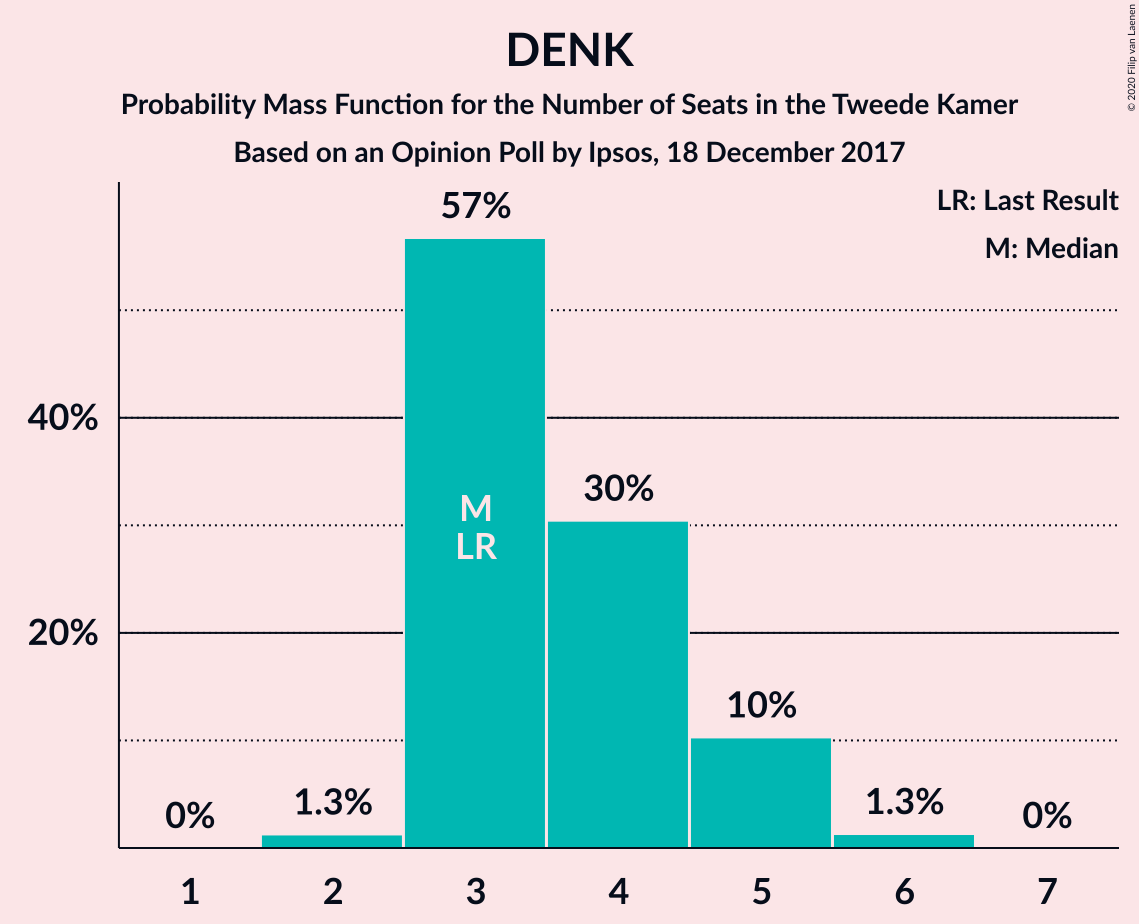 DENK
Probability Mass Function for the Number of Seats in the Tweede Kamer
Based on an Opinion Poll by Ipsos, 18 December 2017
© 2020 Filip van Laenen
LR: Last Result
M: Median
57%
40%
30%
20%
10%
1.3%
1.3%
0%
0%
M
LR
1 2 3 4 5 6 7